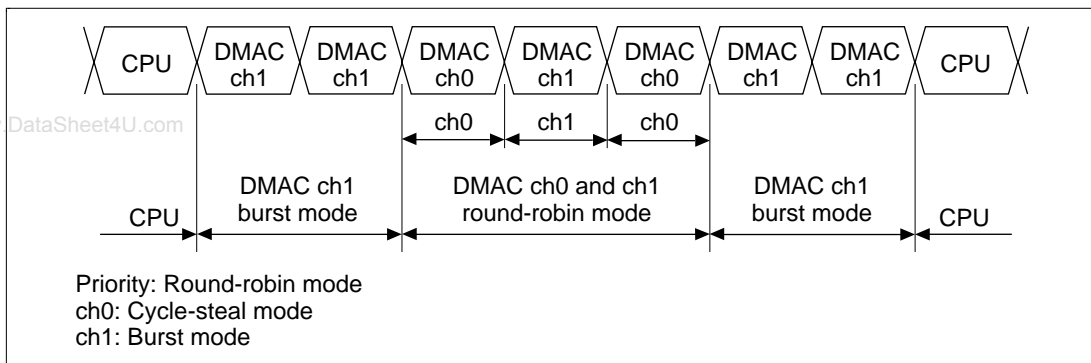 CPU DMAC ch1 DMAC ch1 DMAC ch0 DMAC ch1 DMAC ch0 DMAC ch1 DMAC ch1 CPU
.DataSheet4U.com
ch0 ch1 ch0
CPU
DMAC ch1
burst mode
DMAC ch0 and ch1
round-robin mode
DMAC ch1
burst mode
CPU
Priority: Round-robin mode
ch0: Cycle-steal mode
ch1: Burst mode